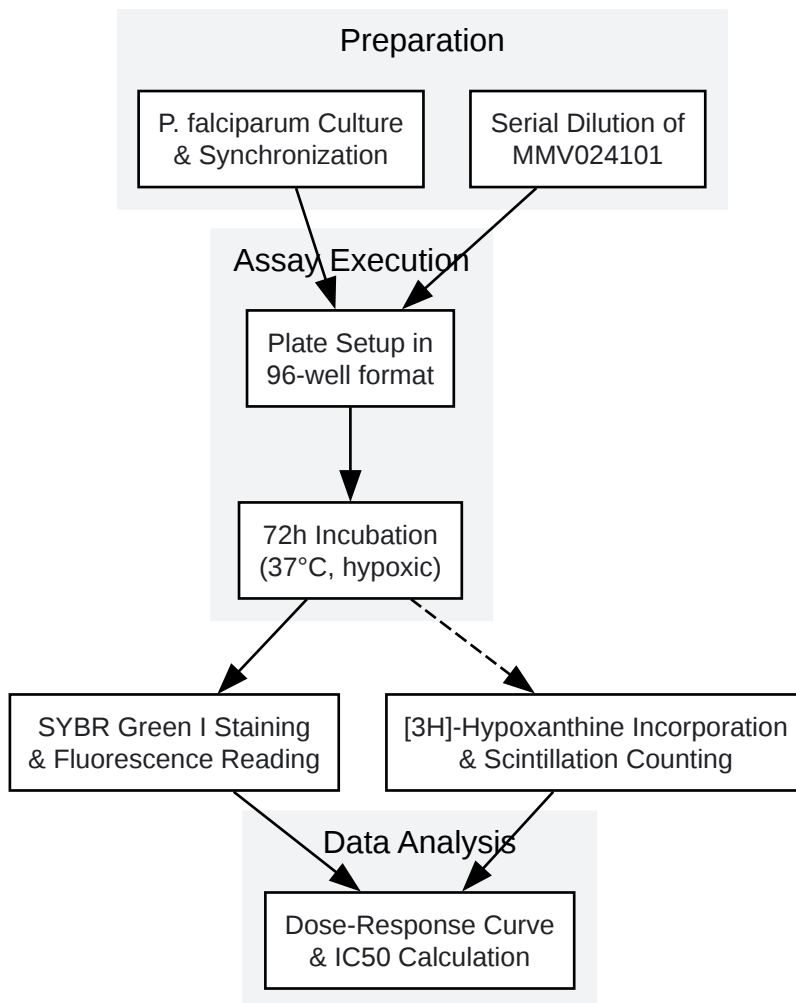 Preparation
P. falciparum Culture
& Synchronization
Serial Dilution of
MMV024101
Assay Execution
Plate Setup in
96-well format
72h Incubation
(37°C, hypoxic)
SYBR Green I Staining
& Fluorescence Reading
[3H]-Hypoxanthine Incorporation
& Scintillation Counting
Data Analysis
Dose-Response Curve
& IC50 Calculation